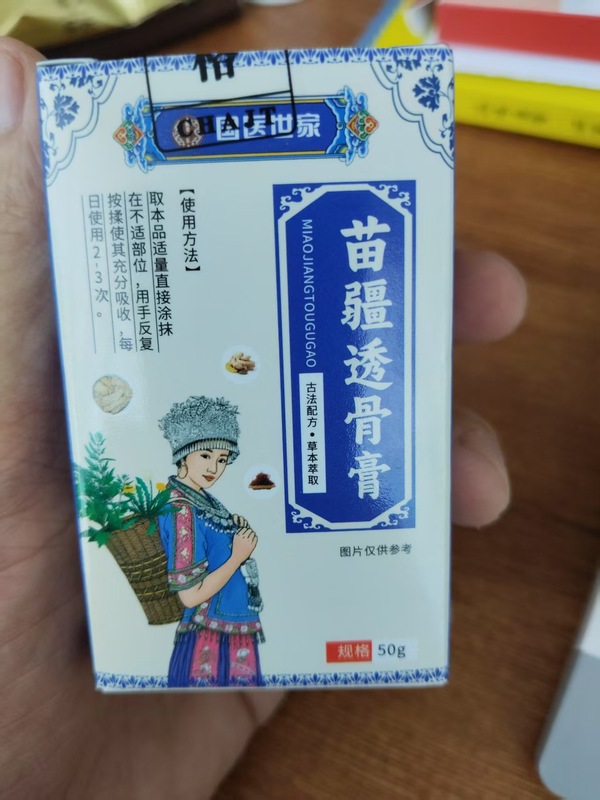 格
CHAIT
国医世家
【使用方法】
取本品适量直接涂抹
在不适部位,用手反复
按揉使其充分吸收,每
日使用2-3次。
苗疆透骨膏
MIAOJIANGTOUGUGAO
古法配方•草本萃取
图片仅供参考
规格 50g